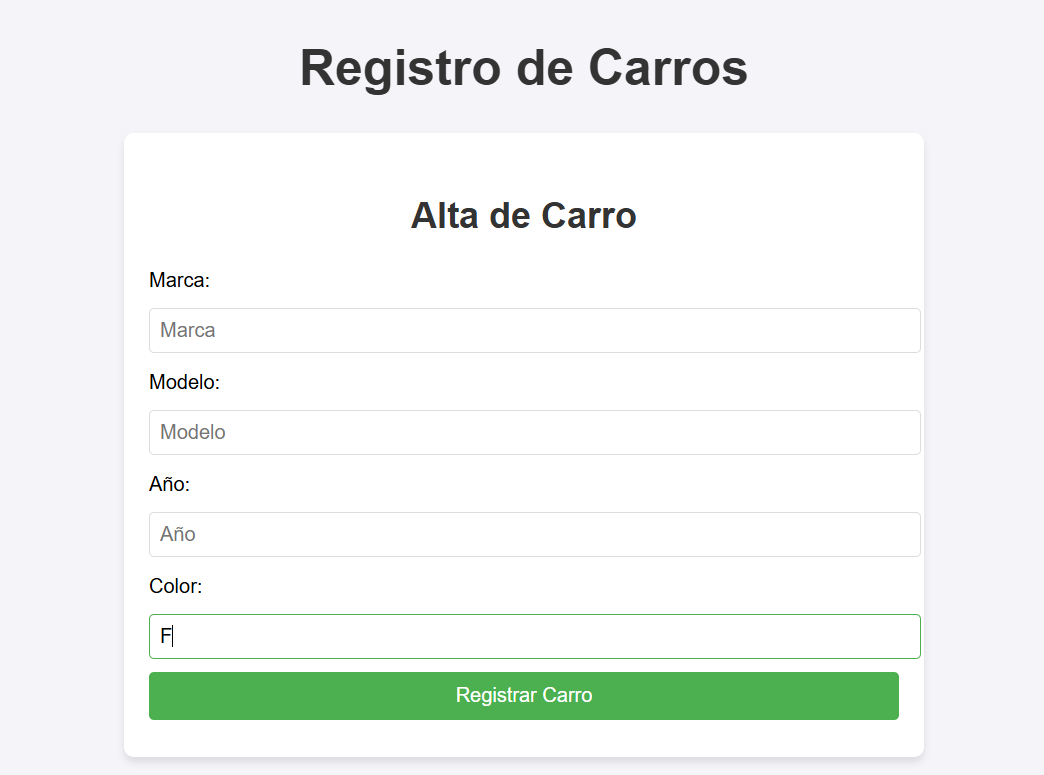 Registro de Carros
Alta de Carro
Marca:
Marca
Modelo:
Modelo
Año:
Año
Color:
F
Registrar Carro